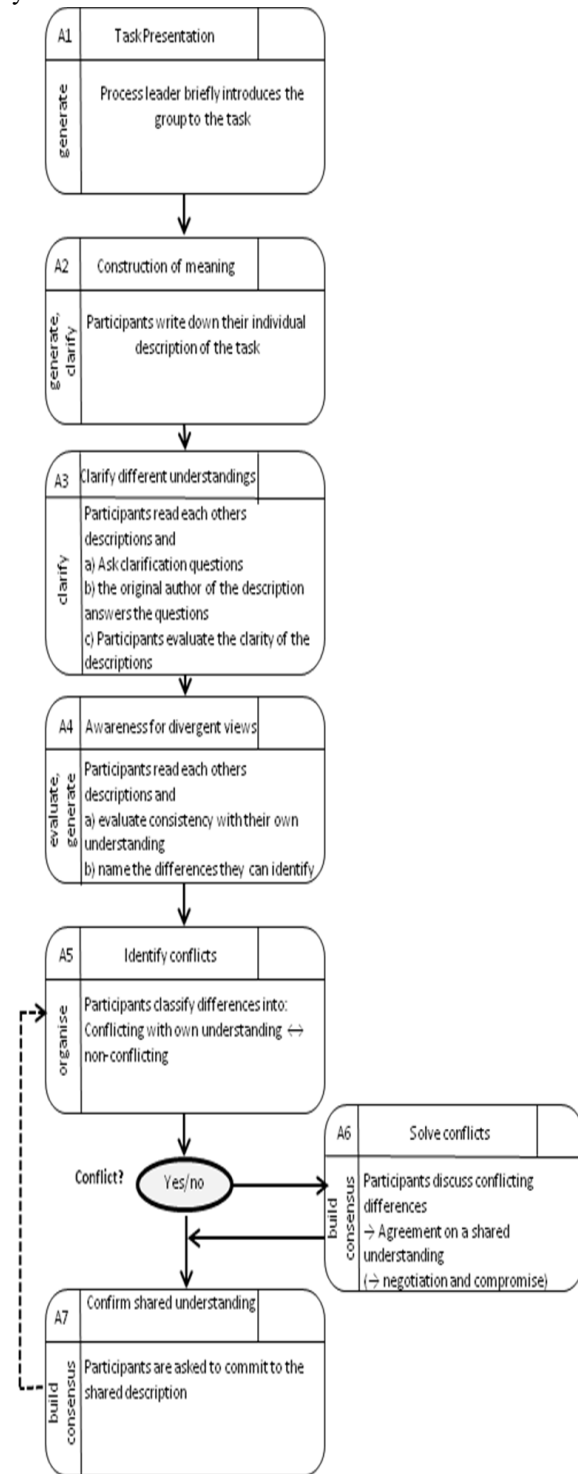 A1 Task Presentation
generate
Process leader briefly introduces the
group to the task
A2 Construction of meaning
generate,
clarify
Participants write down their individual
description of the task
A3 Clarify different understandings
clarify
Participants read each others
descriptions and
a) Ask clarification questions
b) the original author of the description
answers the questions
c) Participants evaluate the clarity of the
descriptions
A4 Awareness for divergent views
evaluate,
generate
Participants read each others
descriptions and
a) evaluate consistency with their own
understanding
b) name the differences they can identify
A5 Identify conflicts
organise
Participants classify differences into:
Conflicting with own understanding ↔
non-conflicting
Conflict? Yes/no
A6 Solve conflicts
build
consensus
Participants discuss conflicting
differences
→ Agreement on a shared
understanding
(→ negotiation and compromise)
A7 Confirm shared understanding
build
consensus
Participants are asked to commit to the
shared description